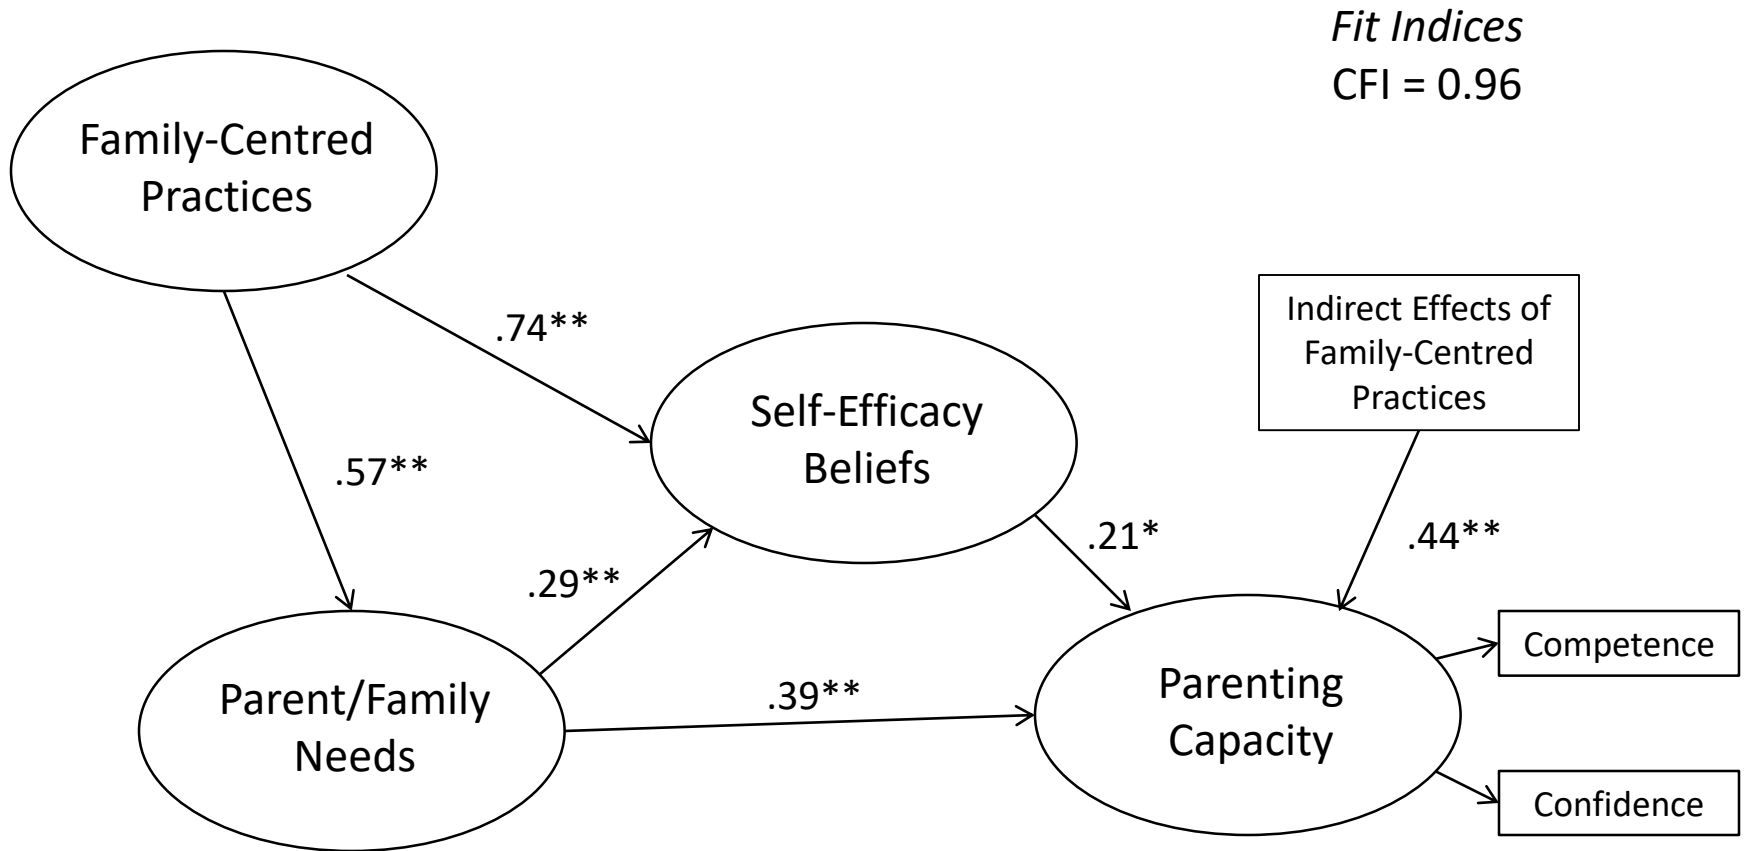 Fit Indices
CFI = 0.96
Family-Centred
Practices
.74**
Indirect Effects of
Family-Centred
Practices
Self-Efficacy
Beliefs
.57**
.21*
.44**
.29**
Competence
Parent/Family
Needs
.39**
Parenting
Capacity
Confidence